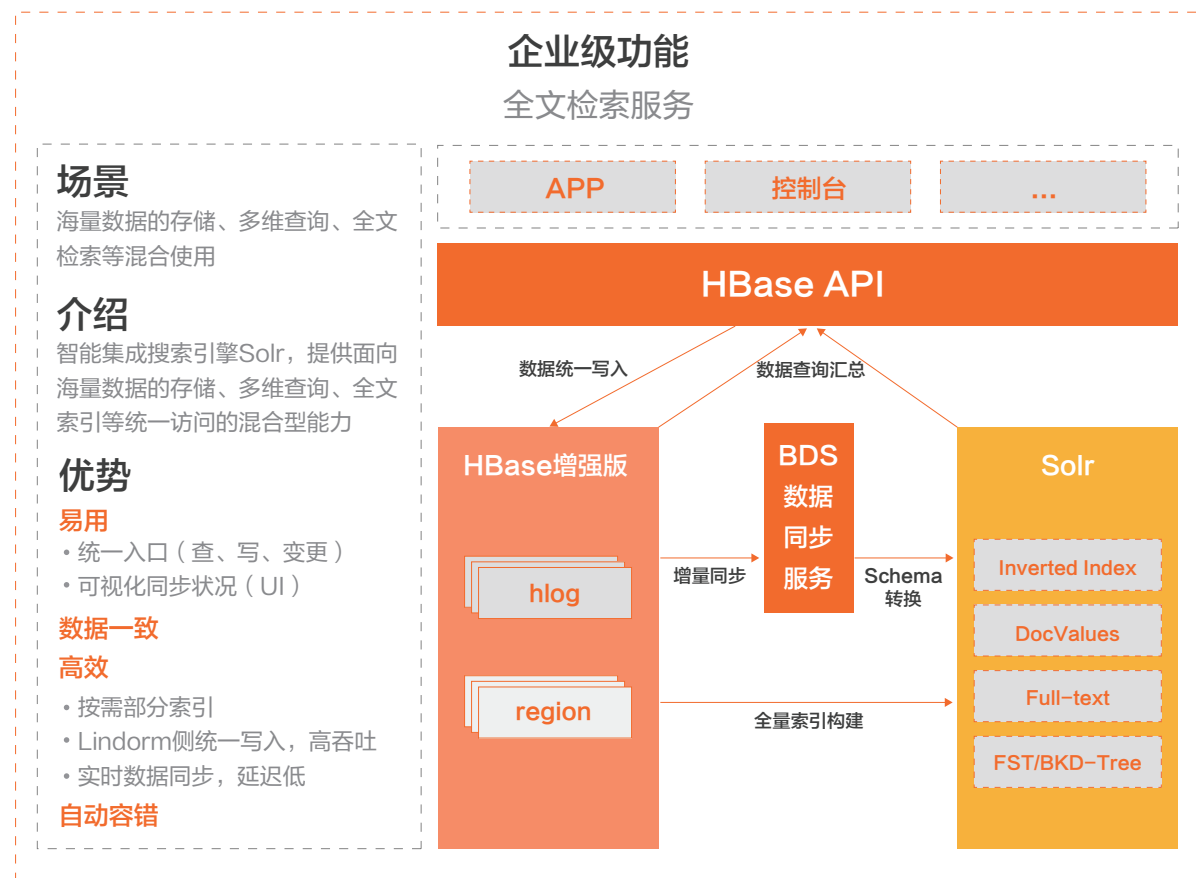 企业级功能
全文检索服务
场景
海量数据的存储、多维查询、全文
检索等混合使用
介绍
智能集成搜索引擎Solr，提供面向
海量数据的存储、多维查询、全文
索引等统一访问的混合型能力
优势
易用
・统一入口（查、写、变更）
・可视化同步状况（UI）
数据一致
高效
・按需部分索引
・Lindorm侧统一写入，高吞吐
・实时数据同步，延迟低
自动容错
APP
控制台
...
HBase API
数据统一写入
数据查询汇总
HBase增强版
hlog
region
增量同步
BDS
数据
同步
服务
Schema
转换
全量索引构建
Solr
Inverted Index
DocValues
Full-text
FST/BKD-Tree